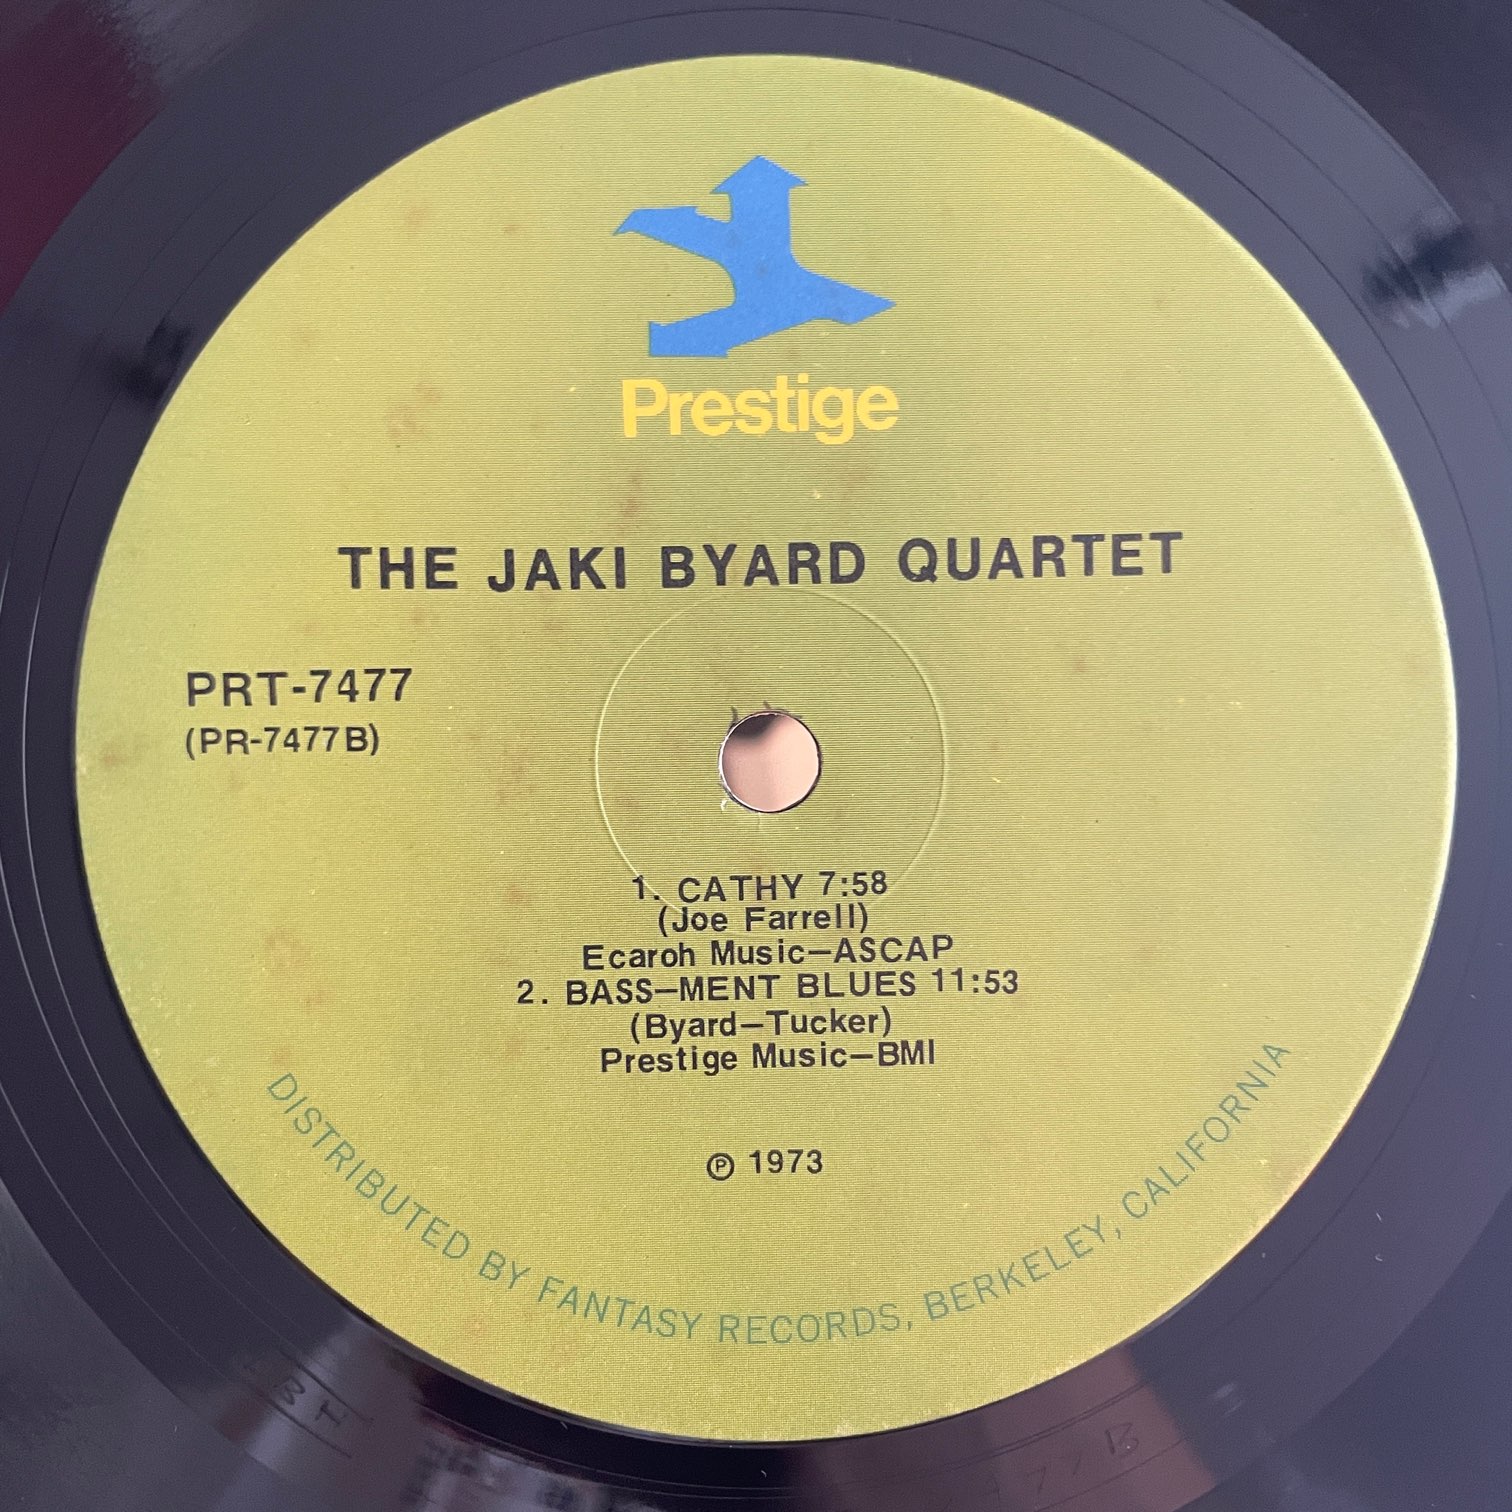 Prestige
THE JAKI BYARD QUARTET
PRT-7477
(PR-7477B)
1. CATHY 7:58
(Joe Farrell)
Ecaroh Music—ASCAP
2. BASS—MENT BLUES 11:53
(Byard—Tucker)
Prestige Music—BMI
℗ 1973
DISTRIBUTED BY FANTASY RECORDS, BERKELEY, CALIFORNIA